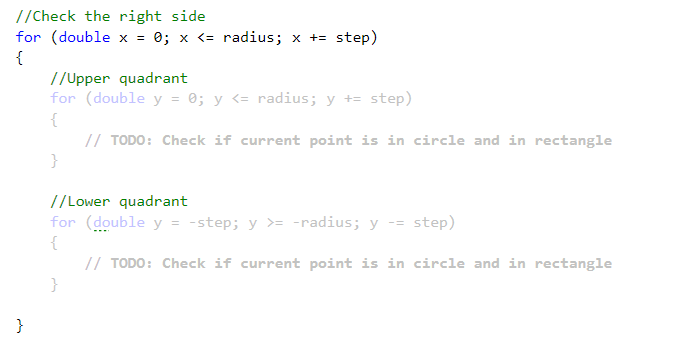 //Check the right side
for (double x = 0; x <= radius; x += step)
{
    //Upper quadrant
    for (double y = 0; y <= radius; y += step)
    {
        // TODO: Check if current point is in circle and in rectangle
    }

    //Lower quadrant
    for (double y = -step; y >= -radius; y -= step)
    {
        // TODO: Check if current point is in circle and in rectangle
    }

}